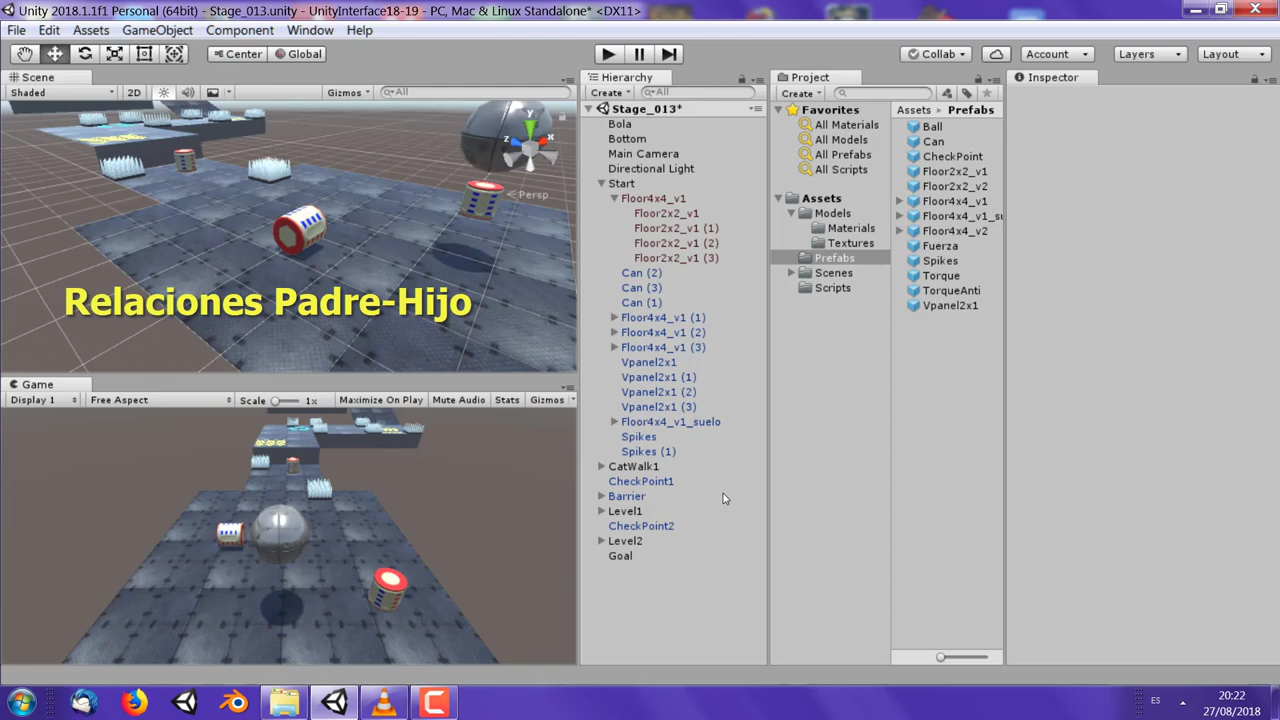 Unity 2018.1.1f1 Personal (64bit) - Stage_013.unity - UnityInterface18-19 - PC, Mac & Linux Standalone* <DX11>
File Edit Assets GameObject Component Window Help
Center Global Collab Account Layers Layout
Scene
Shaded 2D Gizmos All
y
z x
Persp
Relaciones Padre-Hijo
Game
Display 1 Free Aspect Scale 1x Maximize On Play Mute Audio Stats Gizmos
Hierarchy
Create All
Stage_013*
Bola
Bottom
Main Camera
Directional Light
Start
Floor4x4_v1
Floor2x2_v1
Floor2x2_v1 (1)
Floor2x2_v1 (2)
Floor2x2_v1 (3)
Can (2)
Can (3)
Can (1)
Floor4x4_v1 (1)
Floor4x4_v1 (2)
Floor4x4_v1 (3)
Vpanel2x1
Vpanel2x1 (1)
Vpanel2x1 (2)
Vpanel2x1 (3)
Floor4x4_v1_suelo
Spikes
Spikes (1)
CatWalk1
CheckPoint1
Barrier
Level1
CheckPoint2
Level2
Goal
Project
Create
Favorites
All Materials
All Models
All Prefabs
All Scripts
Assets
Models
Materials
Textures
Prefabs
Scenes
Scripts
Assets Prefabs
Ball
Can
CheckPoint
Floor2x2_v1
Floor2x2_v2
Floor4x4_v1
Floor4x4_v1_su
Floor4x4_v2
Fuerza
Spikes
Torque
TorqueAnti
Vpanel2x1
Inspector
ES
20:22
27/08/2018